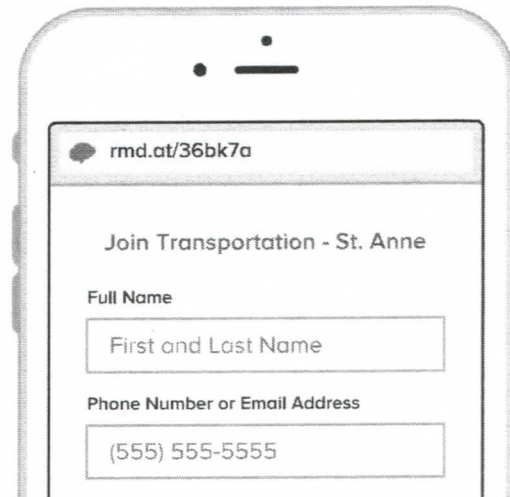 rmd.at/36bk7a
Join Transportation - St. Anne
Full Name
First and Last Name
Phone Number or Email Address
(555) 555-5555